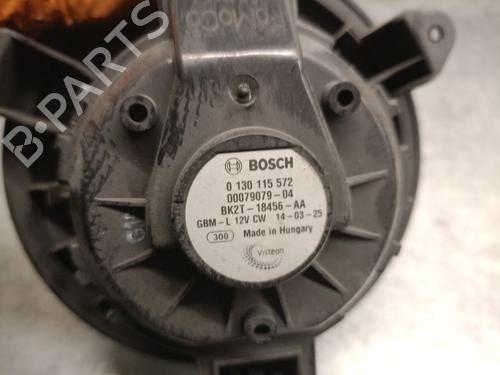 FoMoCo
B-PARTS
BOSCH
0 130 115 572
00079079-04
BK2T-18456-AA
GBM-L 12V CW 14-03-25
300 Made in Hungary
Visteon